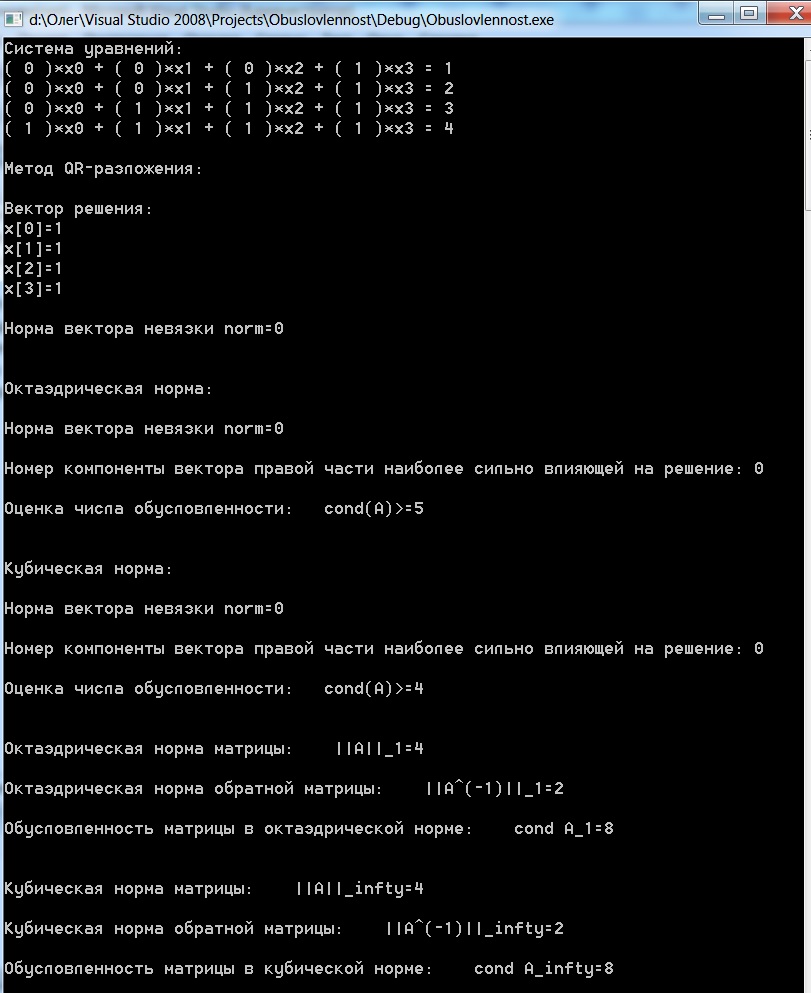 d:\Олег\Visual Studio 2008\Projects\Obuslovlennost\Debug\Obuslovlennost.exe
Система уравнений:
( 0 )*x0 + ( 0 )*x1 + ( 0 )*x2 + ( 1 )*x3 = 1
( 0 )*x0 + ( 0 )*x1 + ( 1 )*x2 + ( 1 )*x3 = 2
( 0 )*x0 + ( 1 )*x1 + ( 1 )*x2 + ( 1 )*x3 = 3
( 1 )*x0 + ( 1 )*x1 + ( 1 )*x2 + ( 1 )*x3 = 4
Метод QR-разложения:
Вектор решения:
x[0]=1
x[1]=1
x[2]=1
x[3]=1
Норма вектора невязки norm=0
Октаэдрическая норма:
Норма вектора невязки norm=0
Номер компоненты вектора правой части наиболее сильно влияющей на решение: 0
Оценка числа обусловленности:   cond(A)>=5
Кубическая норма:
Норма вектора невязки norm=0
Номер компоненты вектора правой части наиболее сильно влияющей на решение: 0
Оценка числа обусловленности:   cond(A)>=4
Октаэдрическая норма матрицы:    ||A||_1=4
Октаэдрическая норма обратной матрицы:    ||A^(-1)||_1=2
Обусловленность матрицы в октаэдрической норме:    cond A_1=8
Кубическая норма матрицы:    ||A||_infty=4
Кубическая норма обратной матрицы:    ||A^(-1)||_infty=2
Обусловленность матрицы в кубической норме:    cond A_infty=8